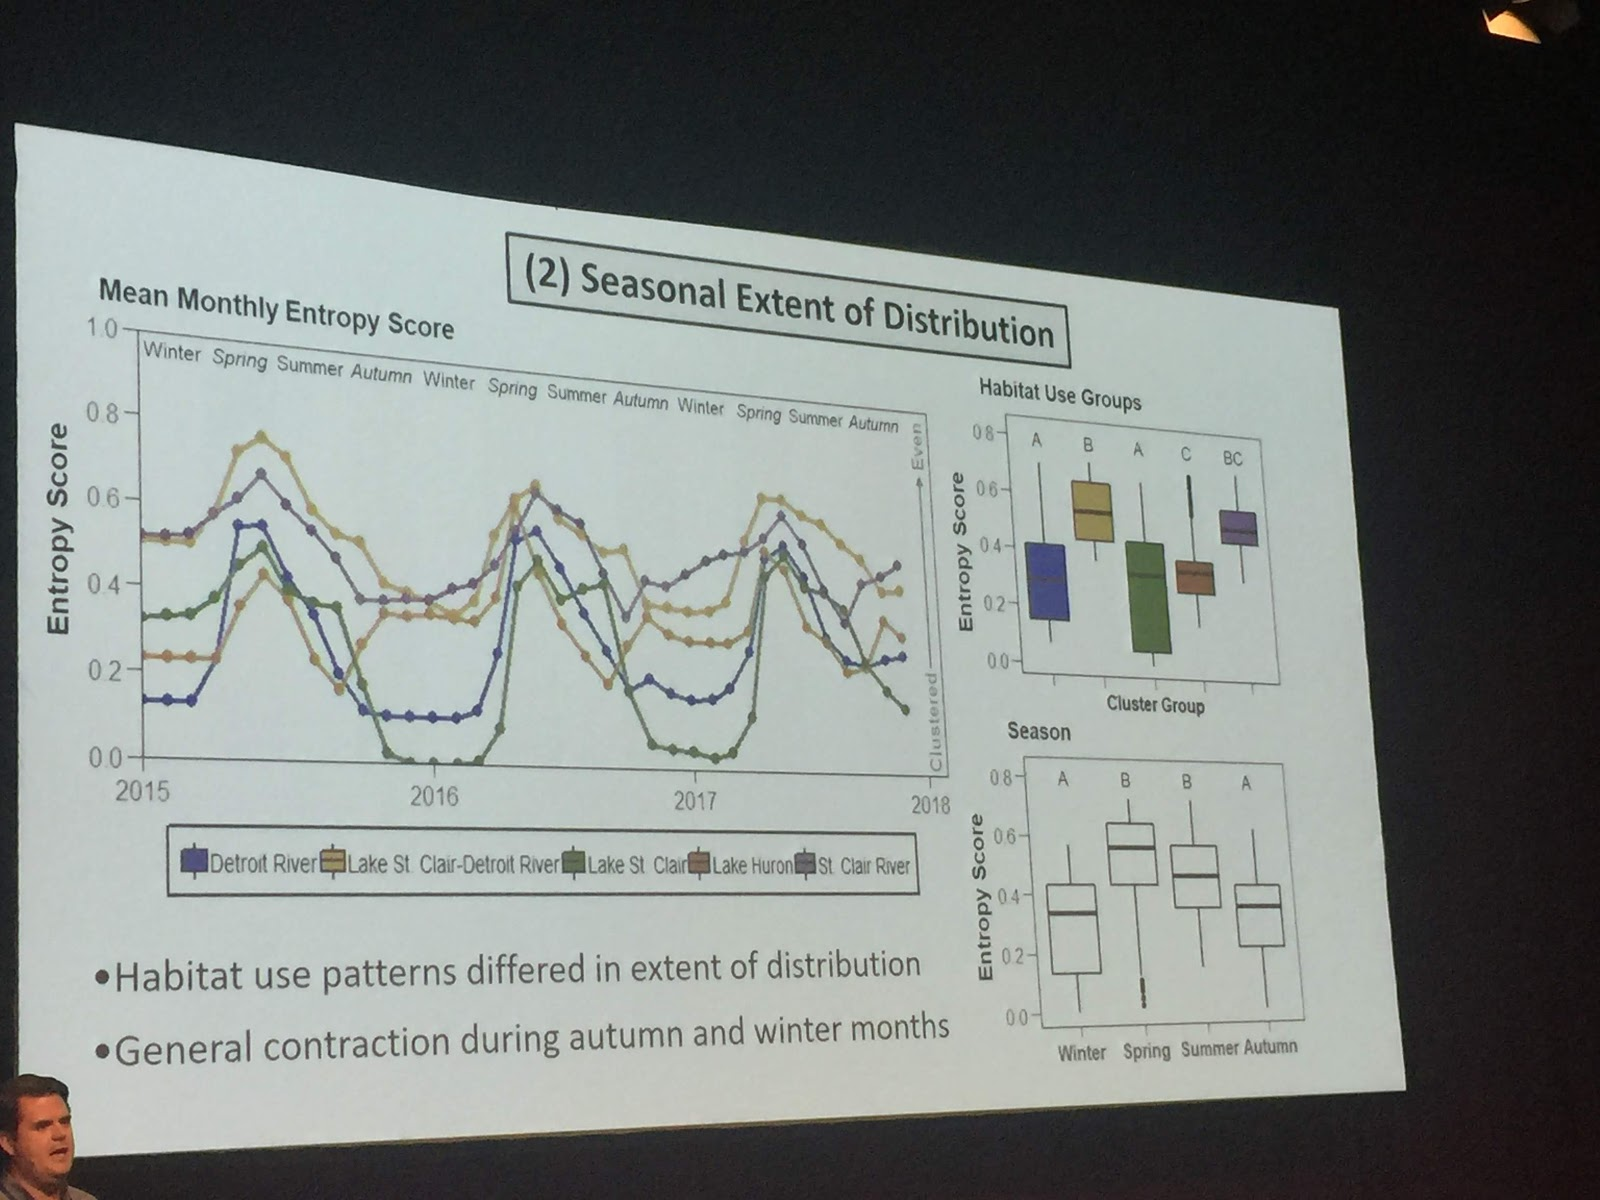 (2) Seasonal Extent of Distribution
Mean Monthly Entropy Score
Entropy Score
1.0
0.8
0.6
0.4
0.2
0.0
Winter Spring Summer Autumn Winter Spring Summer Autumn Winter Spring Summer Autumn
Clustered
Even
2015
2016
2017
2018
Detroit River
Lake St. Clair-Detroit River
Lake St. Clair
Lake Huron
St. Clair River
Habitat Use Groups
Entropy Score
0.8
0.6
0.4
0.2
0.0
A B A C BC
Cluster Group
Season
Entropy Score
0.8
0.6
0.4
0.2
0.0
A B B A
Winter Spring Summer Autumn
•Habitat use patterns differed in extent of distribution
•General contraction during autumn and winter months